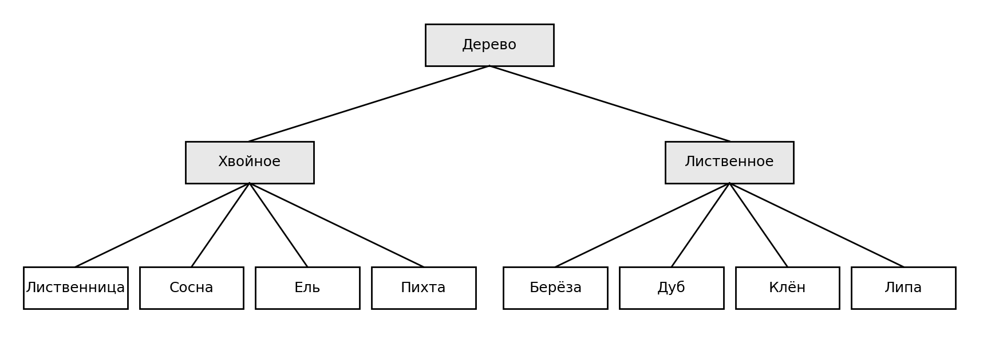 Дерево
Хвойное
Лиственное
Лиственница
Сосна
Ель
Пихта
Берёза
Дуб
Клён
Липа